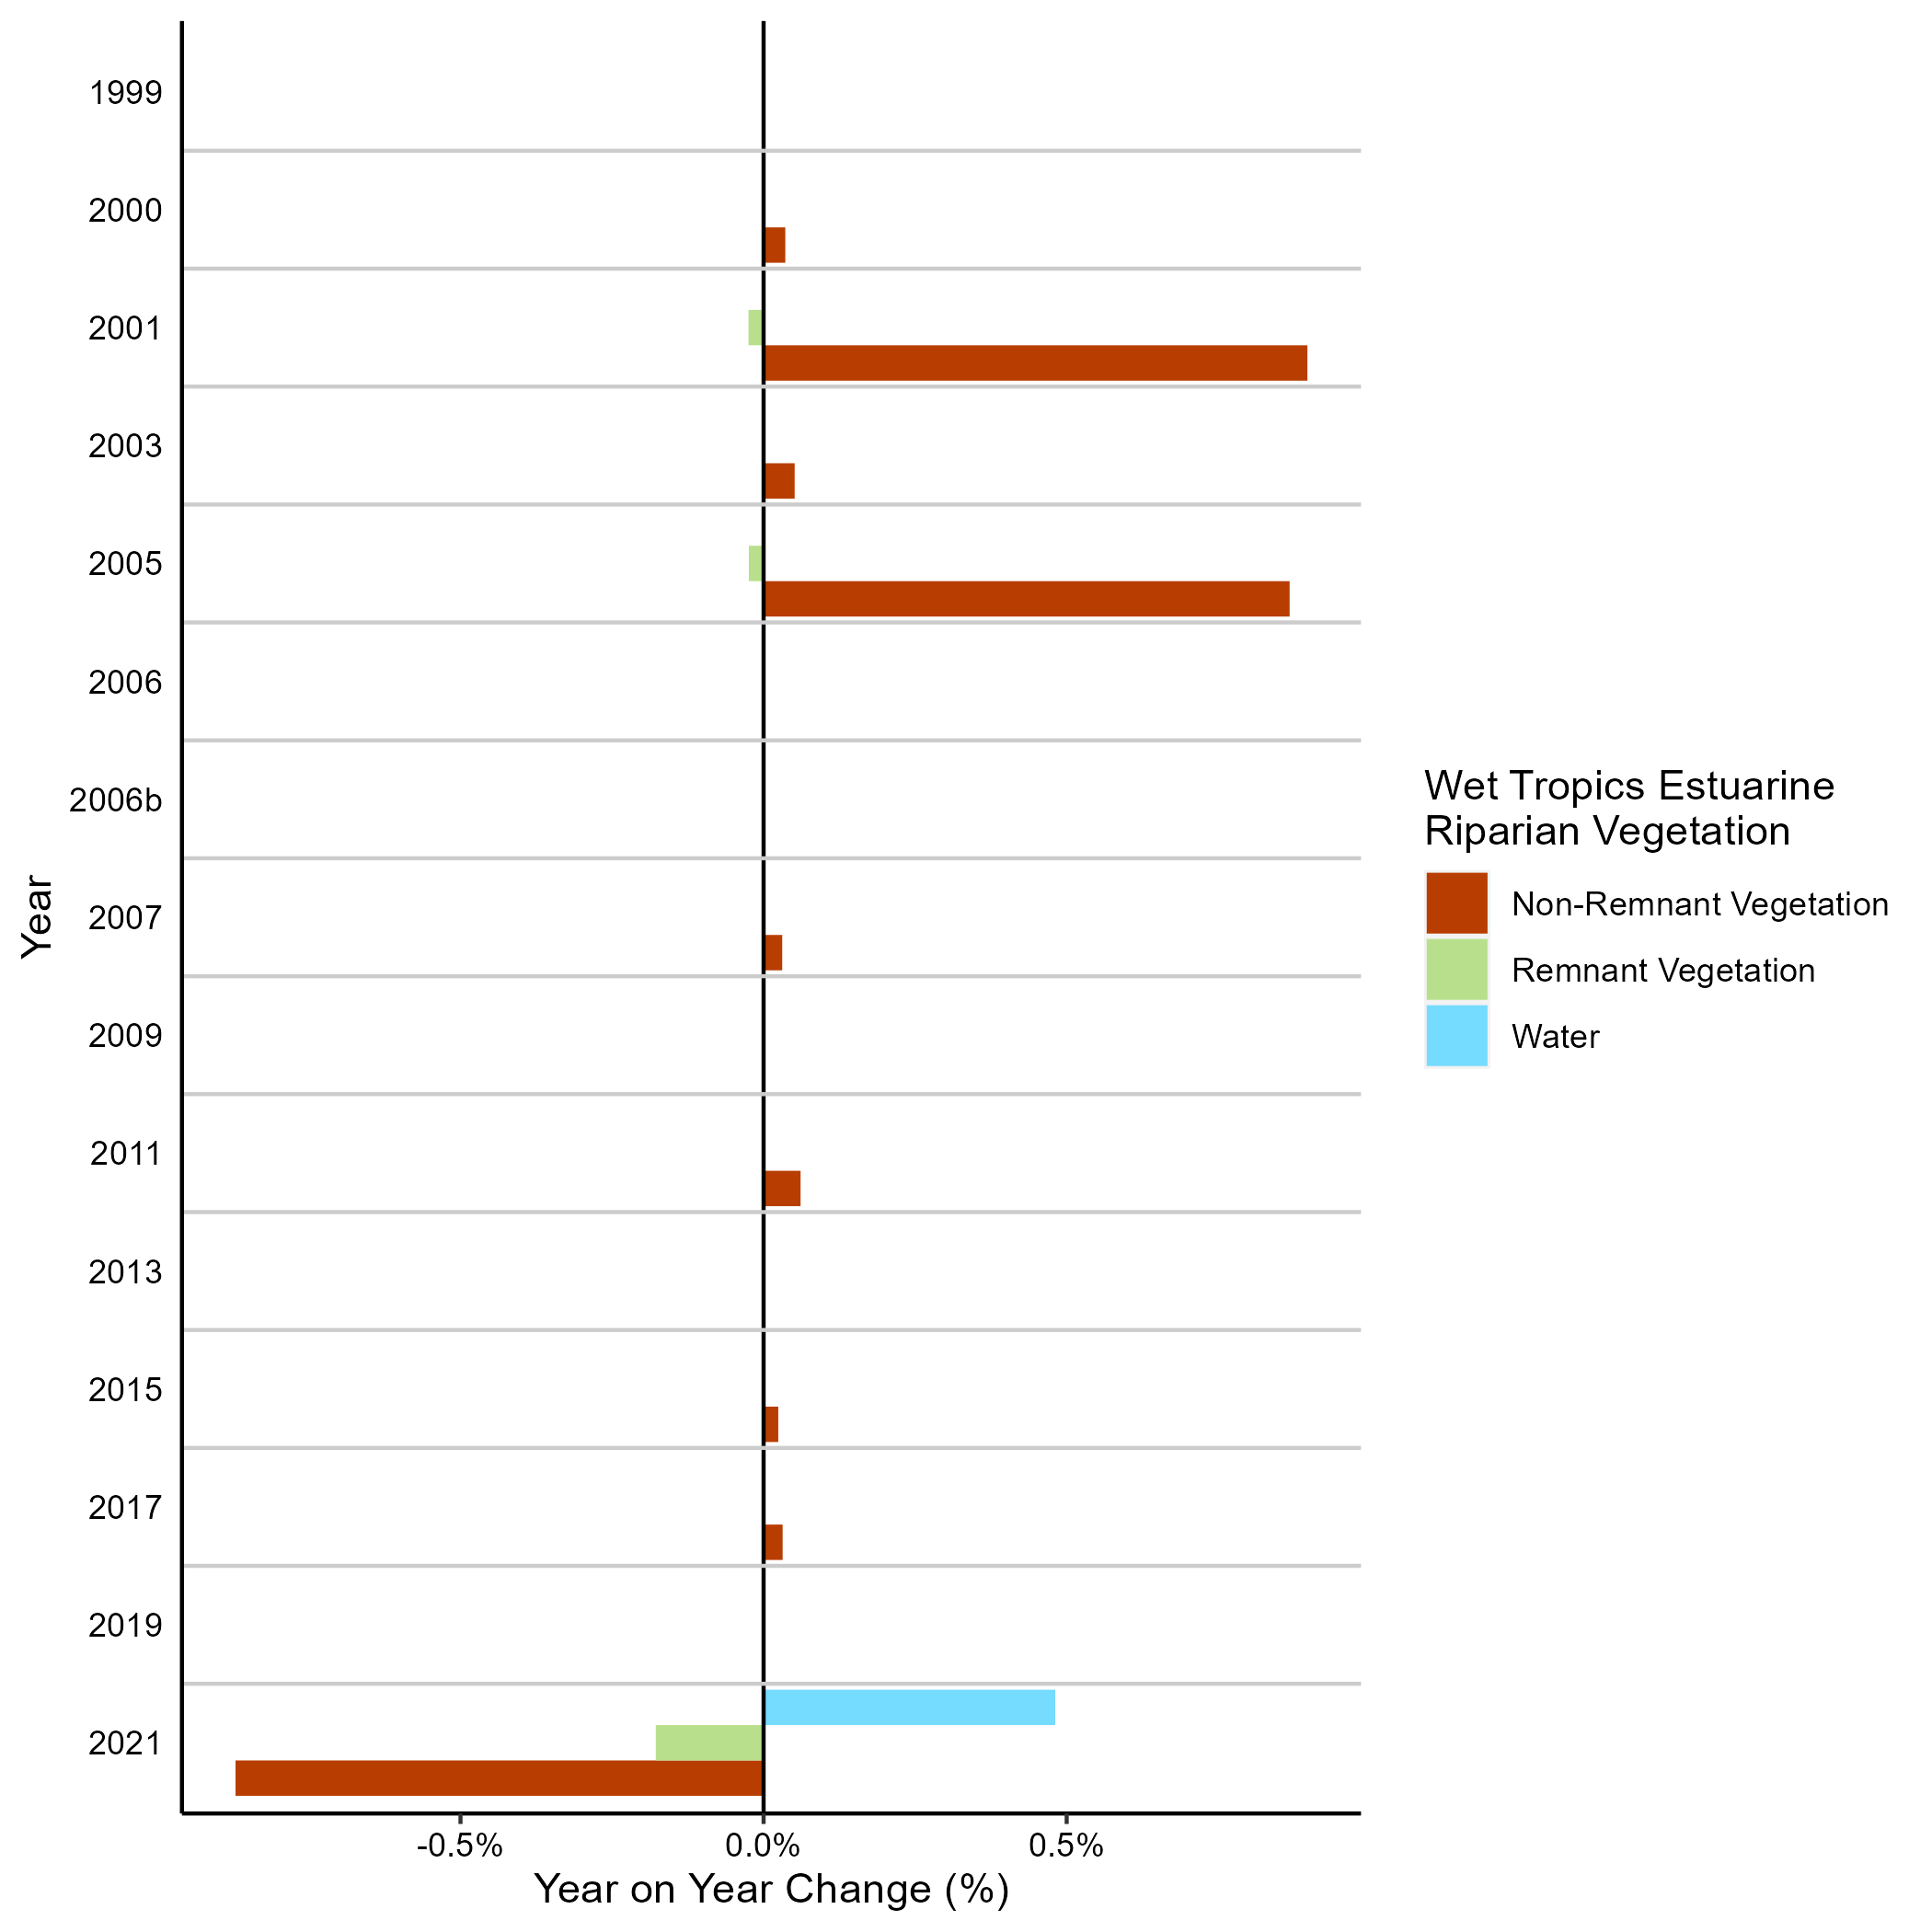 1999
2000
2001
2003
2005
2006
2006b
2007
2009
2011
2013
2015
2017
2019
2021
Year
-0.5%
0.0%
0.5%
Year on Year Change (%)
Wet Tropics Estuarine
Riparian Vegetation
Non-Remnant Vegetation
Remnant Vegetation
Water